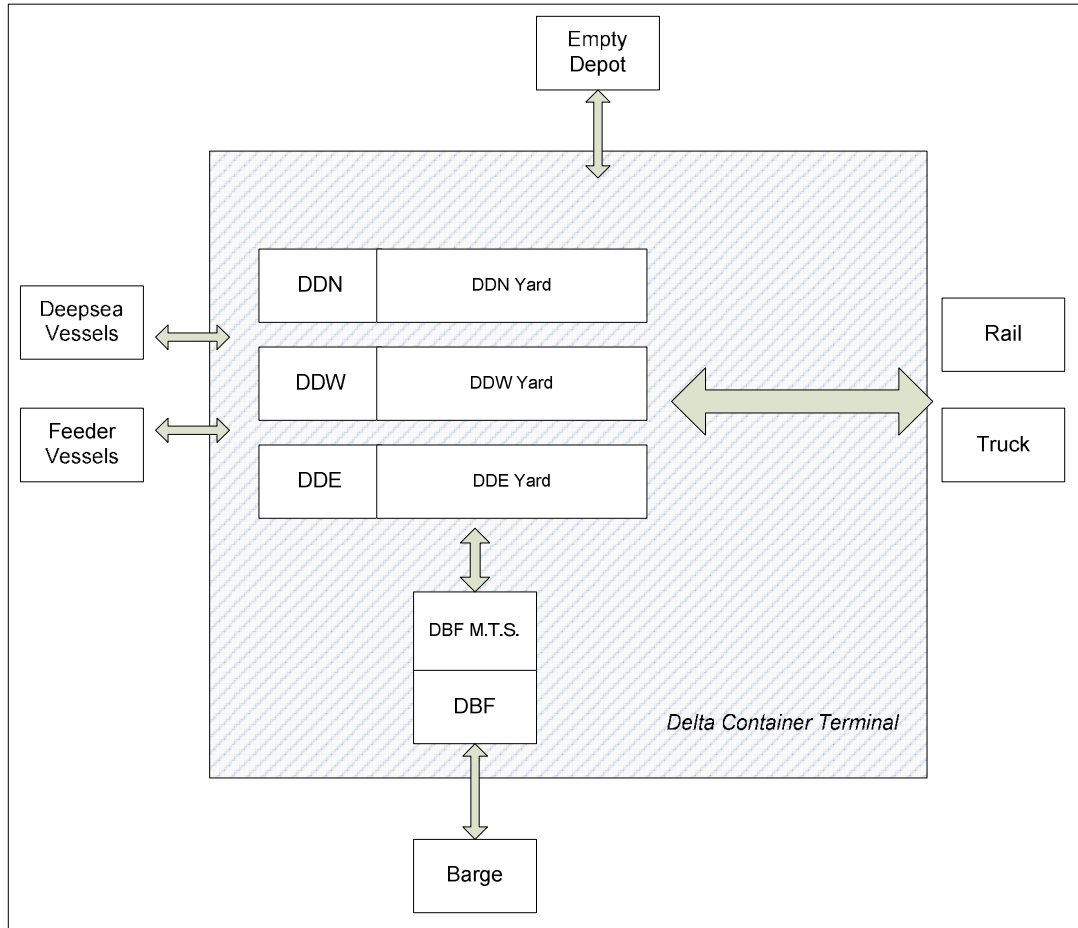 Empty
Depot
DDN
DDN Yard
Deepsea
Vessels
Rail
DDW
DDW Yard
Feeder
Vessels
Truck
DDE
DDE Yard
DBF M.T.S.
DBF
Delta Container Terminal
Barge